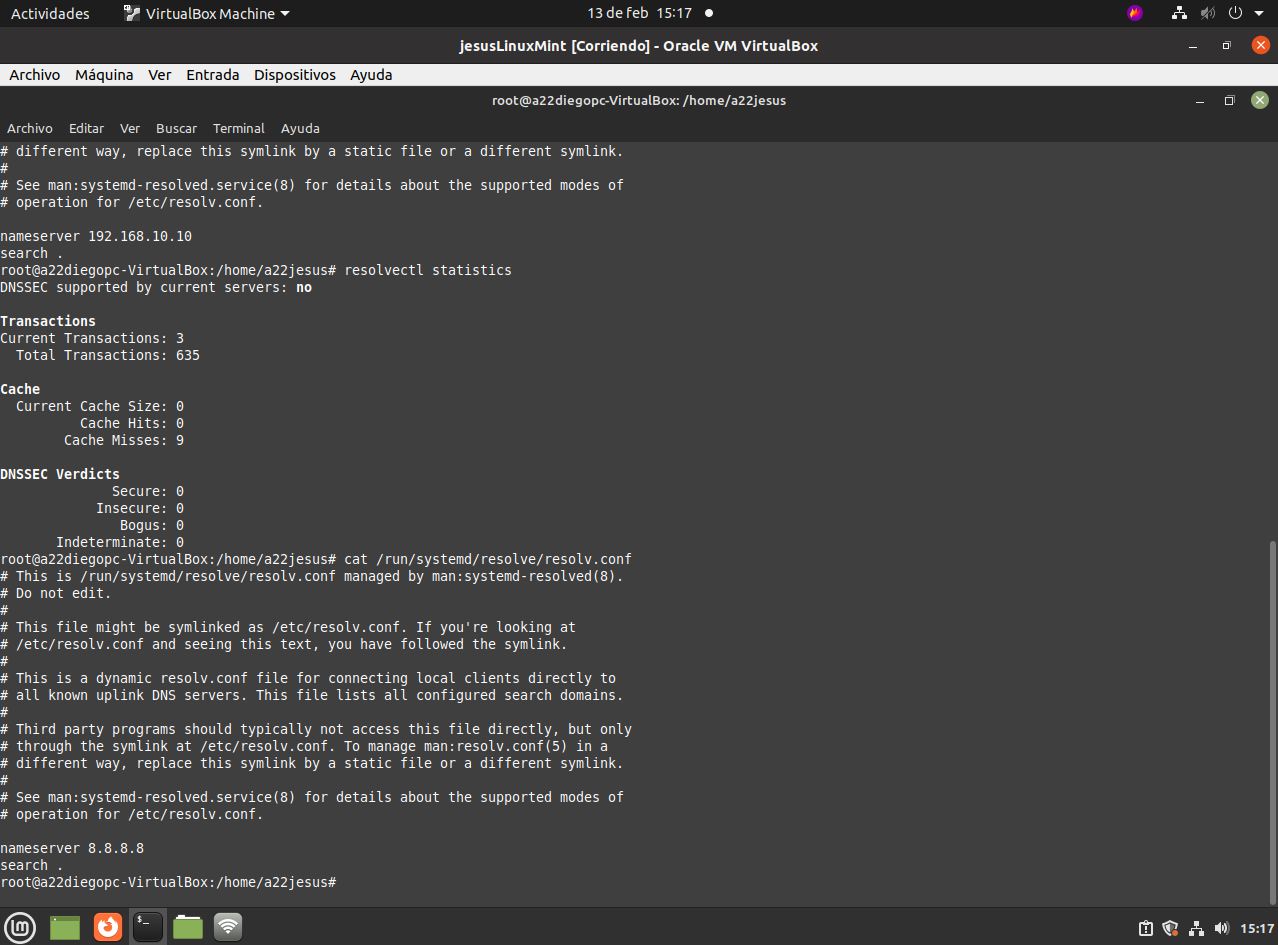 Actividades VirtualBox Machine 13 de feb 15:17
jesusLinuxMint [Corriendo] - Oracle VM VirtualBox
Archivo Máquina Ver Entrada Dispositivos Ayuda
root@a22diegopc-VirtualBox: /home/a22jesus
Archivo Editar Ver Buscar Terminal Ayuda
# different way, replace this symlink by a static file or a different symlink.
#
# See man:systemd-resolved.service(8) for details about the supported modes of
# operation for /etc/resolv.conf.
nameserver 192.168.10.10
search .
root@a22diegopc-VirtualBox:/home/a22jesus# resolvectl statistics
DNSSEC supported by current servers: no
Transactions
Current Transactions: 3
Total Transactions: 635
Cache
Current Cache Size: 0
Cache Hits: 0
Cache Misses: 9
DNSSEC Verdicts
Secure: 0
Insecure: 0
Bogus: 0
Indeterminate: 0
root@a22diegopc-VirtualBox:/home/a22jesus# cat /run/systemd/resolve/resolv.conf
# This is /run/systemd/resolve/resolv.conf managed by man:systemd-resolved(8).
# Do not edit.
#
# This file might be symlinked as /etc/resolv.conf. If you're looking at
# /etc/resolv.conf and seeing this text, you have followed the symlink.
#
# This is a dynamic resolv.conf file for connecting local clients directly to
# all known uplink DNS servers. This file lists all configured search domains.
#
# Third party programs should typically not access this file directly, but only
# through the symlink at /etc/resolv.conf. To manage man:resolv.conf(5) in a
# different way, replace this symlink by a static file or a different symlink.
#
# See man:systemd-resolved.service(8) for details about the supported modes of
# operation for /etc/resolv.conf.
nameserver 8.8.8.8
search .
root@a22diegopc-VirtualBox:/home/a22jesus#
15:17